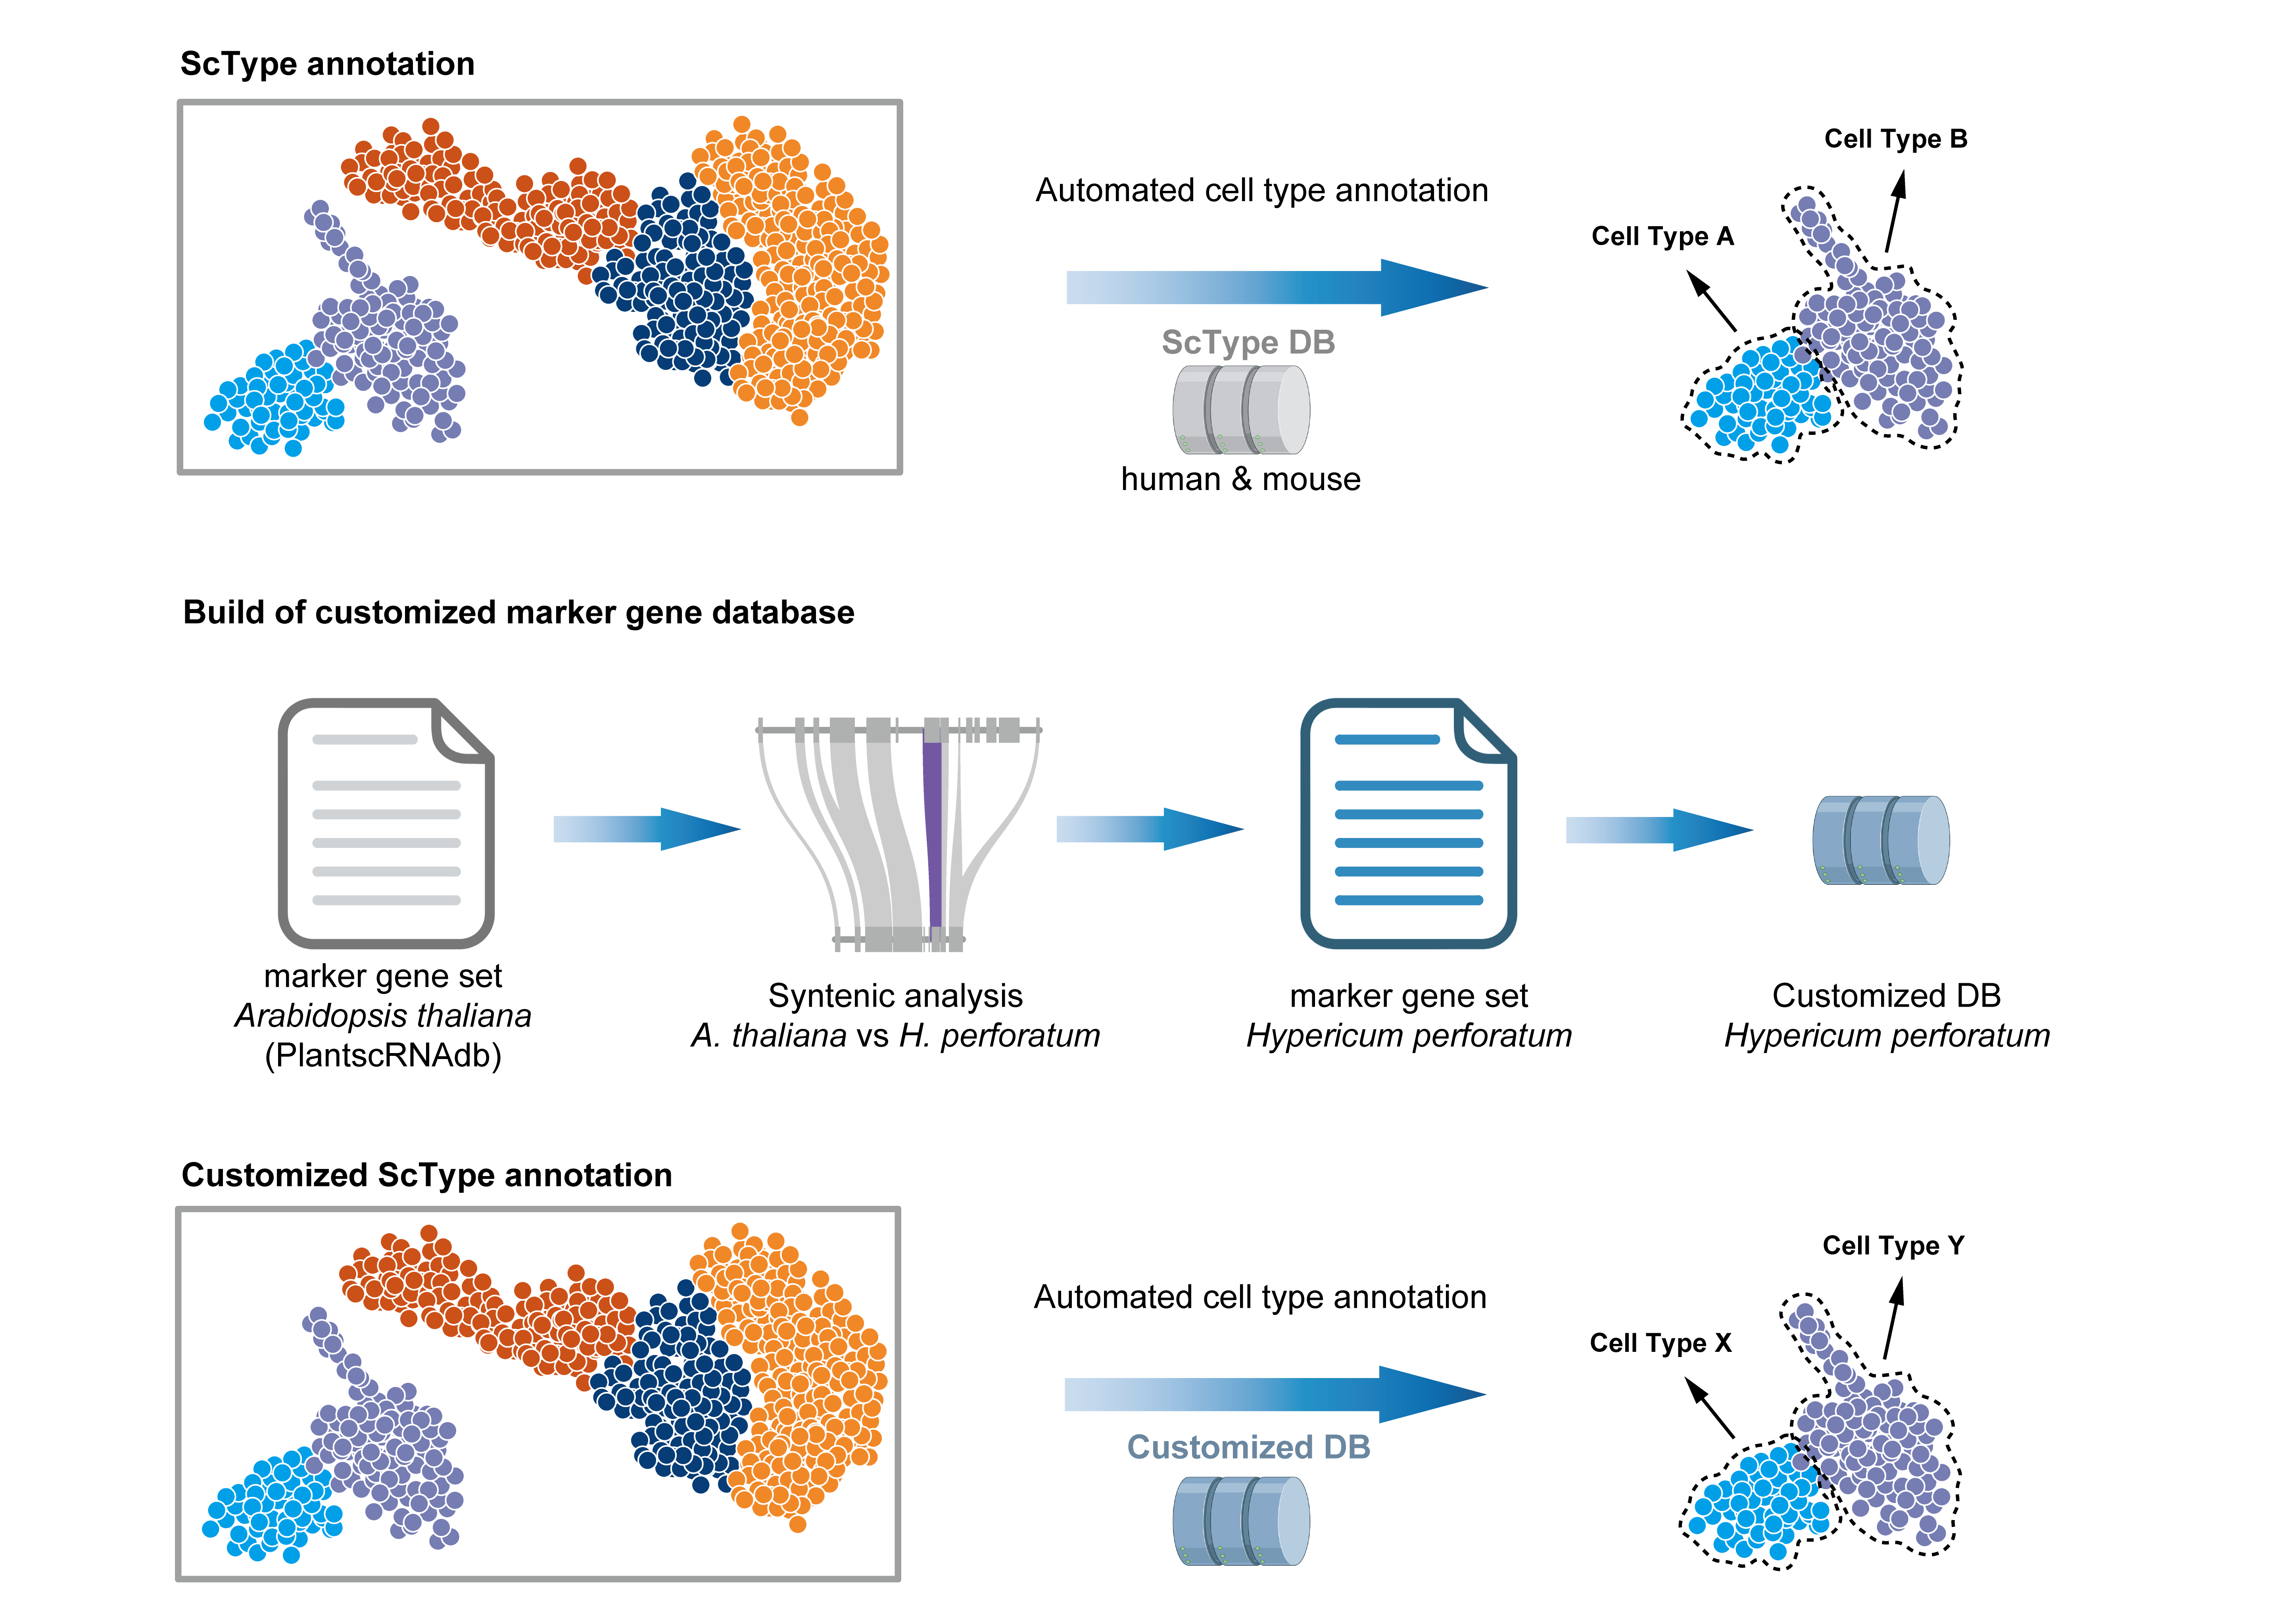 ScType annotation
Cell Type B
Automated cell type annotation
Cell Type A
ScType DB
human & mouse
Build of customized marker gene database
marker gene set
Arabidopsis thaliana
(PlantscRNAdb)
Syntenic analysis
A. thaliana vs H. perforatum
marker gene set
Hypericum perforatum
Customized DB
Hypericum perforatum
Customized ScType annotation
Cell Type Y
Automated cell type annotation
Cell Type X
Customized DB